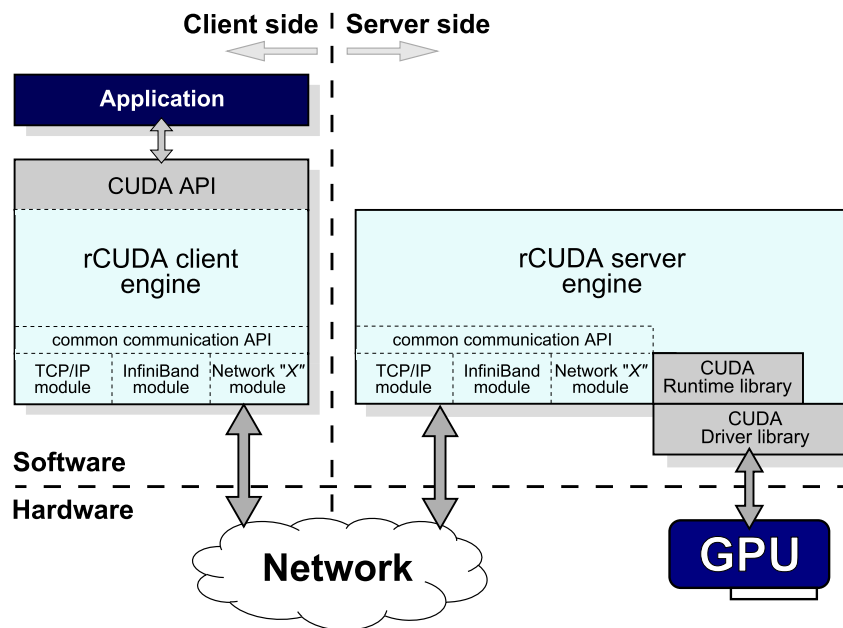 Client side
Server side
Application
CUDA API
rCUDA client
engine
common communication API
TCP/IP
module
InfiniBand
module
Network "X"
module
rCUDA server
engine
common communication API
TCP/IP
module
InfiniBand
module
Network "X"
module
CUDA
Runtime library
CUDA
Driver library
Software
Hardware
Network
GPU